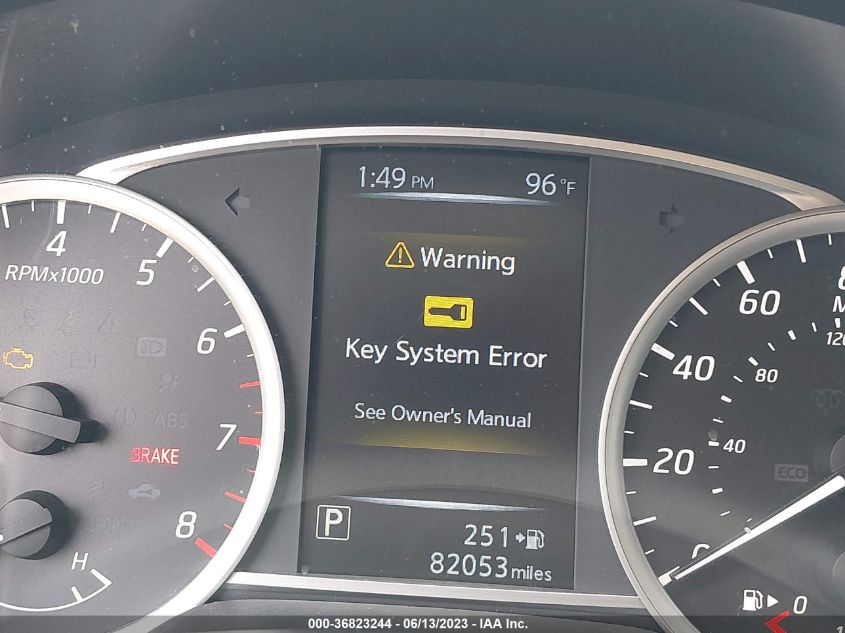 1:49 PM 96°F
4
5
RPMx1000
6
Warning
Key System Error
See Owner's Manual
ABS
BRAKE
7
SPORT
8
H
P
251
82053 miles
60
80
40
120
40
20
ECO
0
0
000-36823244 - 06/13/2023 - IAA Inc.